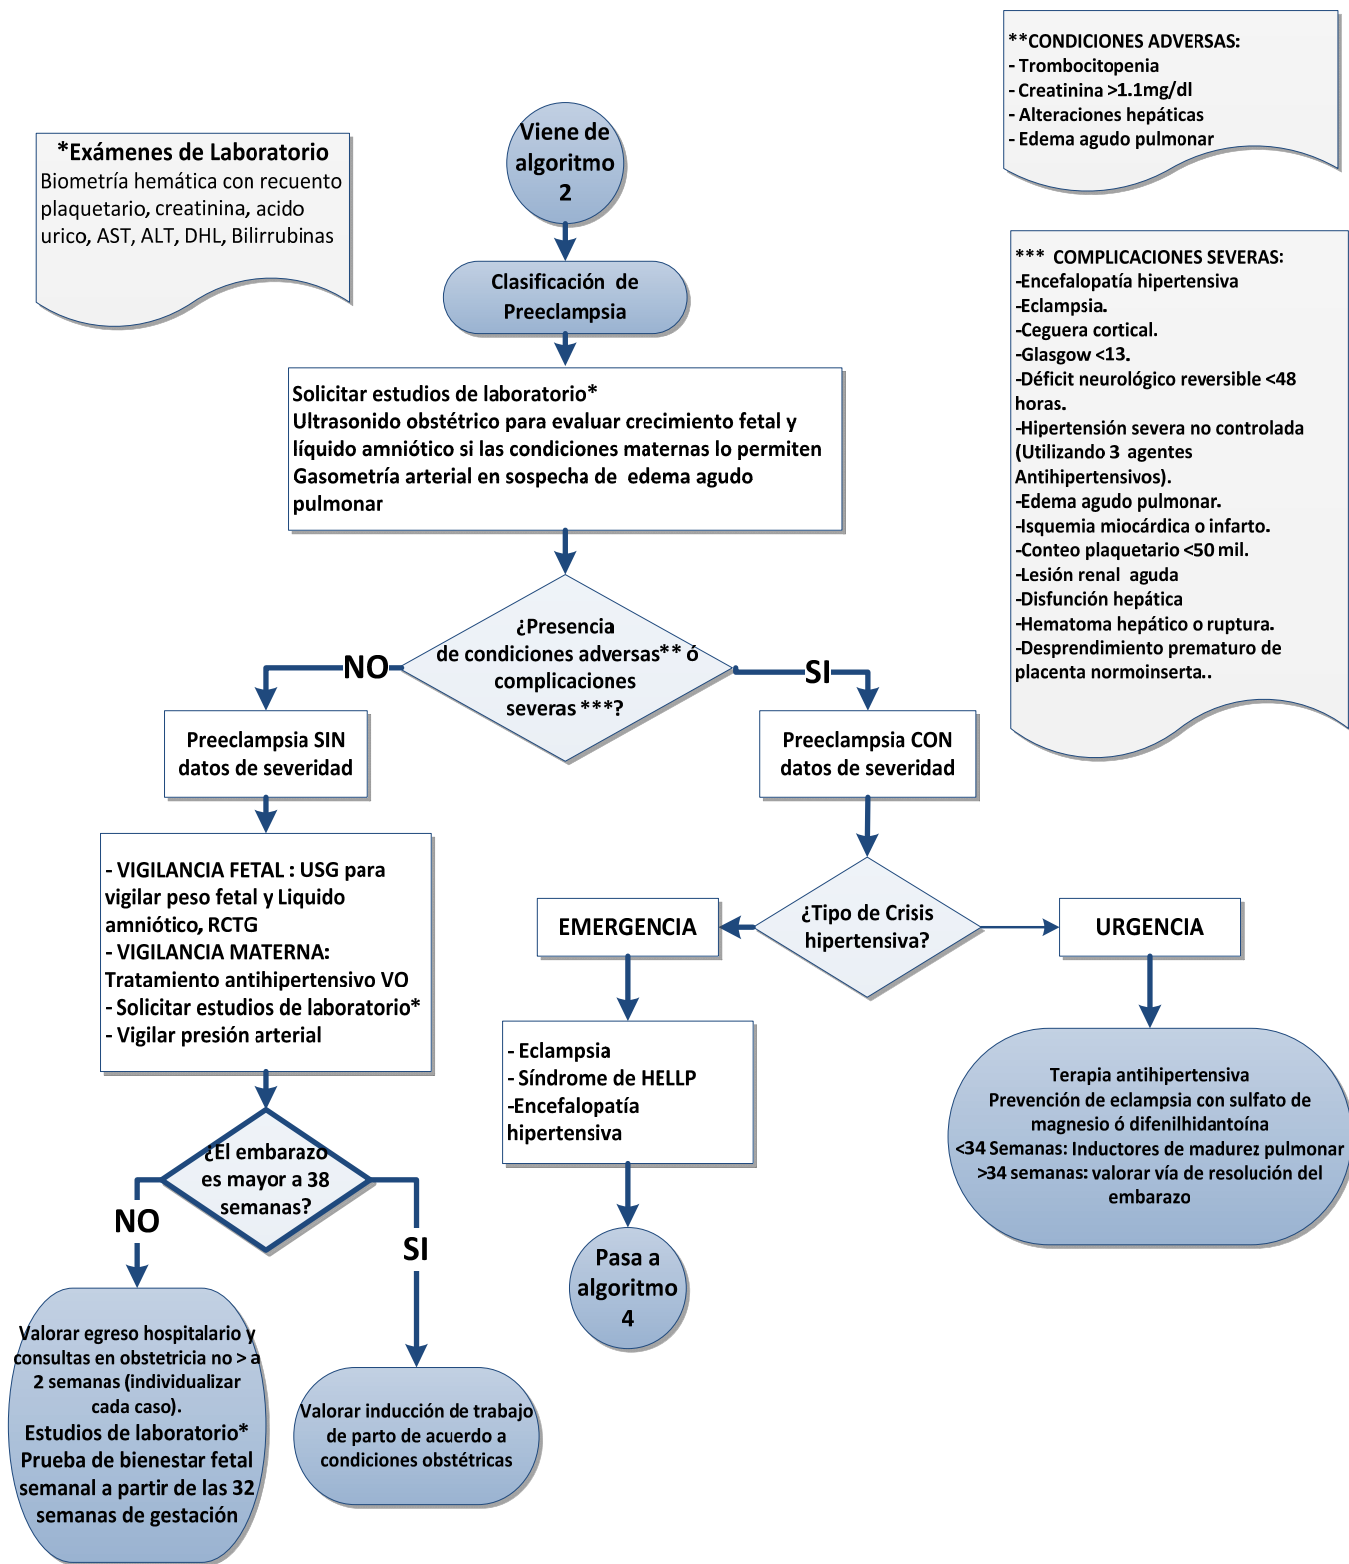 **CONDICIONES ADVERSAS:
- Trombocitopenia
- Creatinina >1.1mg/dl
- Alteraciones hepáticas
- Edema agudo pulmonar
*Exámenes de Laboratorio
Biometría hemática con recuento
plaquetario, creatinina, acido
urico, AST, ALT, DHL, Bilirrubinas
Viene de
algoritmo
2
*** COMPLICACIONES SEVERAS:
-Encefalopatía hipertensiva
-Eclampsia.
-Ceguera cortical.
-Glasgow <13.
-Déficit neurológico reversible <48
horas.
-Hipertensión severa no controlada
(Utilizando 3 agentes
Antihipertensivos).
-Edema agudo pulmonar.
-Isquemia miocárdica o infarto.
-Conteo plaquetario <50 mil.
-Lesión renal aguda
-Disfunción hepática
-Hematoma hepático o ruptura.
-Desprendimiento prematuro de
placenta normoinserta..
Clasificación de
Preeclampsia
Solicitar estudios de laboratorio*
Ultrasonido obstétrico para evaluar crecimiento fetal y
líquido amniótico si las condiciones maternas lo permiten
Gasometría arterial en sospecha de edema agudo
pulmonar
¿Presencia
de condiciones adversas** ó
complicaciones
severas ***?
NO
SI
Preeclampsia SIN
datos de severidad
Preeclampsia CON
datos de severidad
- VIGILANCIA FETAL : USG para
vigilar peso fetal y Liquido
amniótico, RCTG
- VIGILANCIA MATERNA:
Tratamiento antihipertensivo VO
- Solicitar estudios de laboratorio*
- Vigilar presión arterial
¿Tipo de Crisis
hipertensiva?
EMERGENCIA
URGENCIA
- Eclampsia
- Síndrome de HELLP
-Encefalopatía
hipertensiva
Terapia antihipertensiva
Prevención de eclampsia con sulfato de
magnesio ó difenilhidantoína
<34 Semanas: Inductores de madurez pulmonar
>34 semanas: valorar vía de resolución del
embarazo
¿El embarazo
es mayor a 38
semanas?
NO
SI
Pasa a
algoritmo
4
Valorar egreso hospitalario y
consultas en obstetricia no > a
2 semanas (individualizar
cada caso).
Estudios de laboratorio*
Prueba de bienestar fetal
semanal a partir de las 32
semanas de gestación
Valorar inducción de trabajo
de parto de acuerdo a
condiciones obstétricas